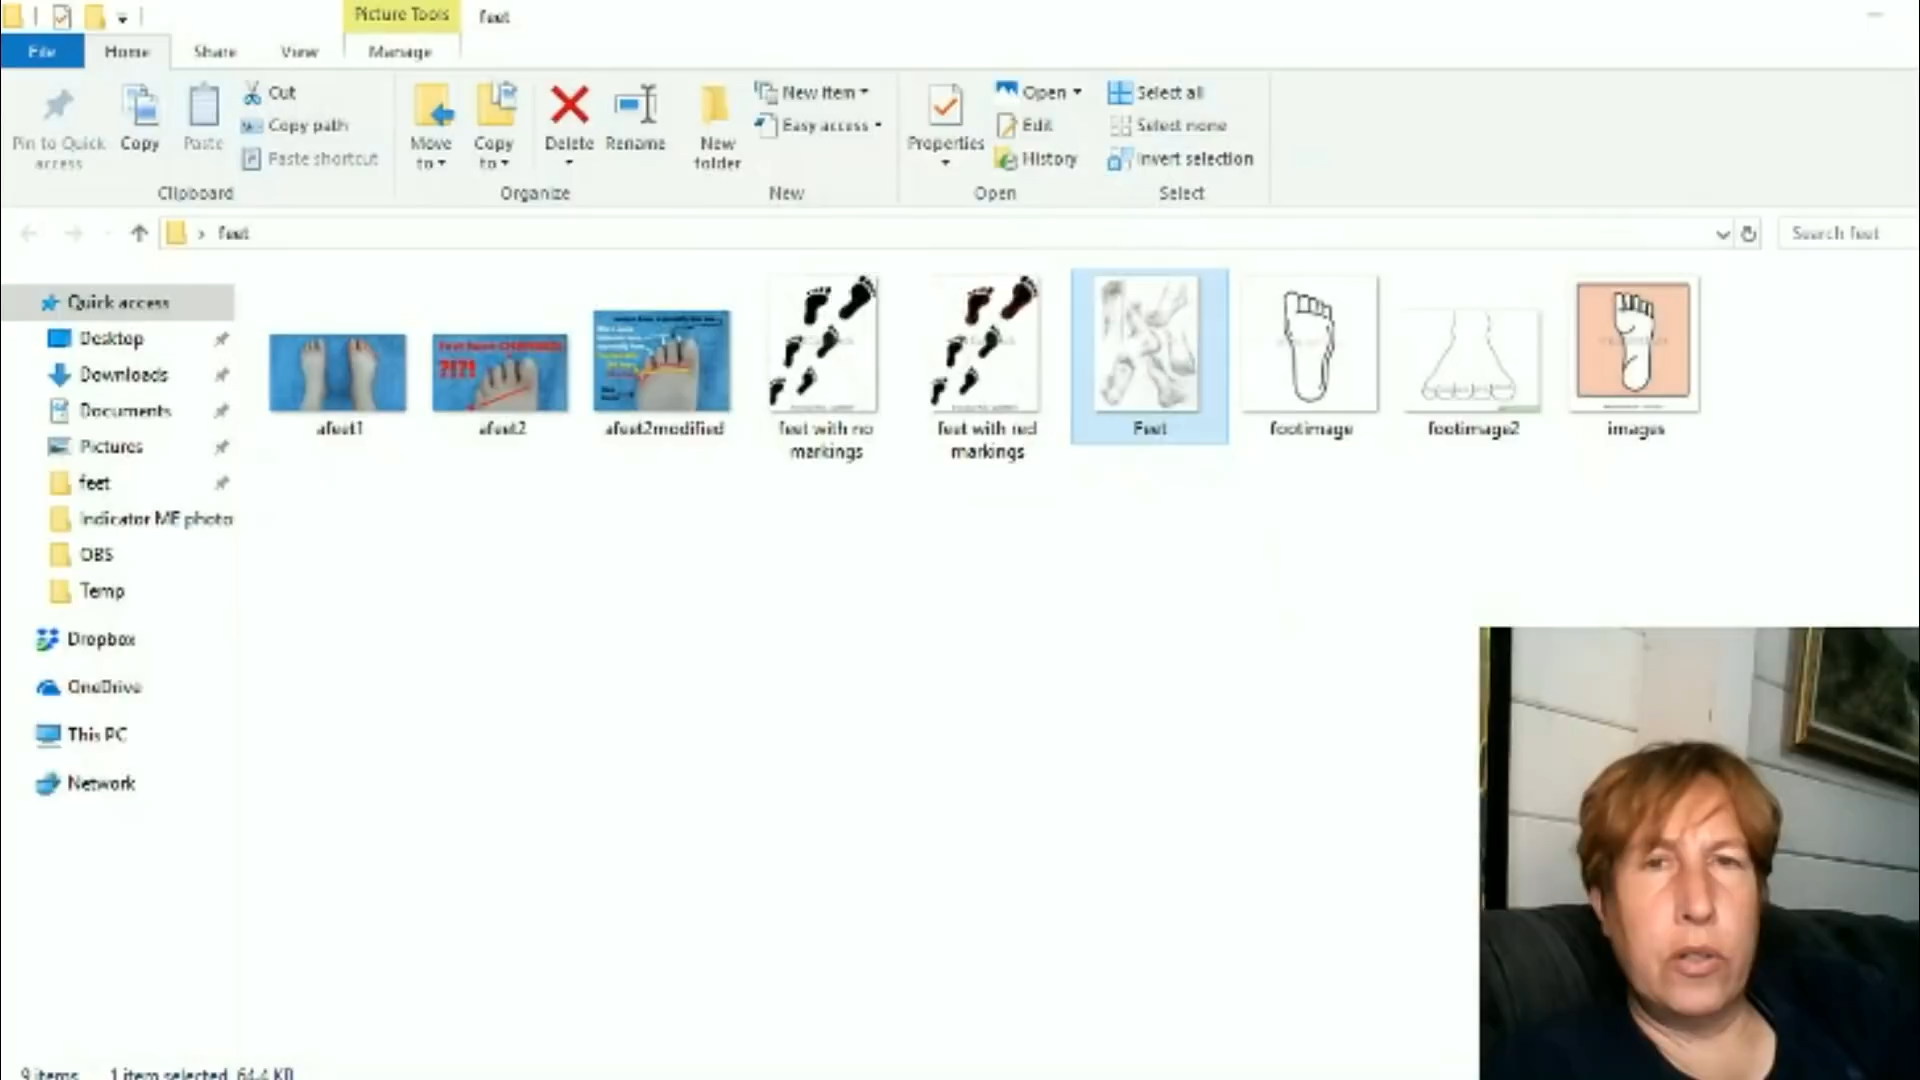 Picture Tools
feet
File
Home
Share
View
Manage
Pin to Quick access
Copy
Paste
Cut
Copy path
Paste shortcut
Clipboard
Move to
Copy to
Delete
Rename
Organize
New folder
New item
Easy access
New
Properties
Open
Edit
History
Open
Select all
Select none
Invert selection
Select
› feet
Search feet
Quick access
Desktop
Downloads
Documents
Pictures
feet
Indicator ME photo
OBS
Temp
Dropbox
OneDrive
This PC
Network
?!?!
afeet1
afeet2
afeet2modified
feet with no
markings
feet with red
markings
Feet
footimage
footimage2
images
9 items
1 item selected 64.4 KB